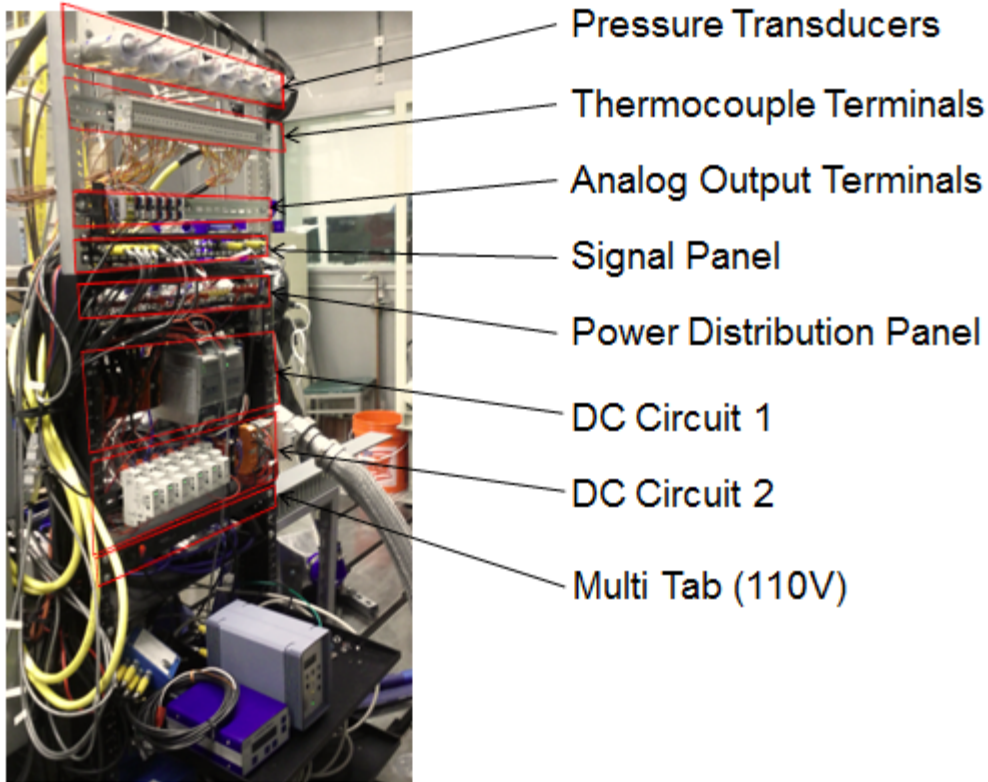 Pressure Transducers
Thermocouple Terminals
Analog Output Terminals
Signal Panel
Power Distribution Panel
DC Circuit 1
DC Circuit 2
Multi Tab (110V)